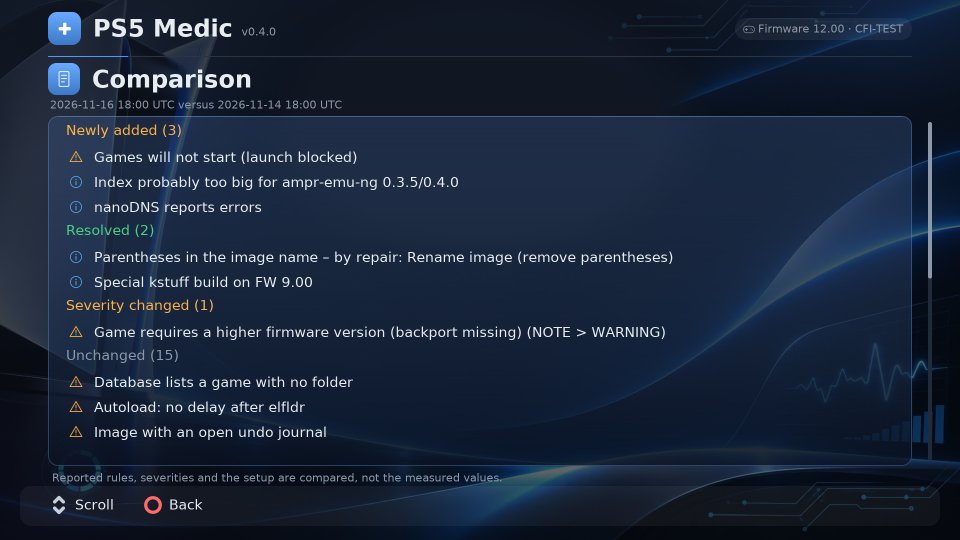 PS5 Medic v0.4.0
Firmware 12.00 · CFI-TEST
Comparison
2026-11-16 18:00 UTC versus 2026-11-14 18:00 UTC
Newly added (3)
Games will not start (launch blocked)
Index probably too big for ampr-emu-ng 0.3.5/0.4.0
nanoDNS reports errors
Resolved (2)
Parentheses in the image name – by repair: Rename image (remove parentheses)
Special kstuff build on FW 9.00
Severity changed (1)
Game requires a higher firmware version (backport missing) (NOTE > WARNING)
Unchanged (15)
Database lists a game with no folder
Autoload: no delay after elfldr
Image with an open undo journal
Reported rules, severities and the setup are compared, not the measured values.
Scroll
Back